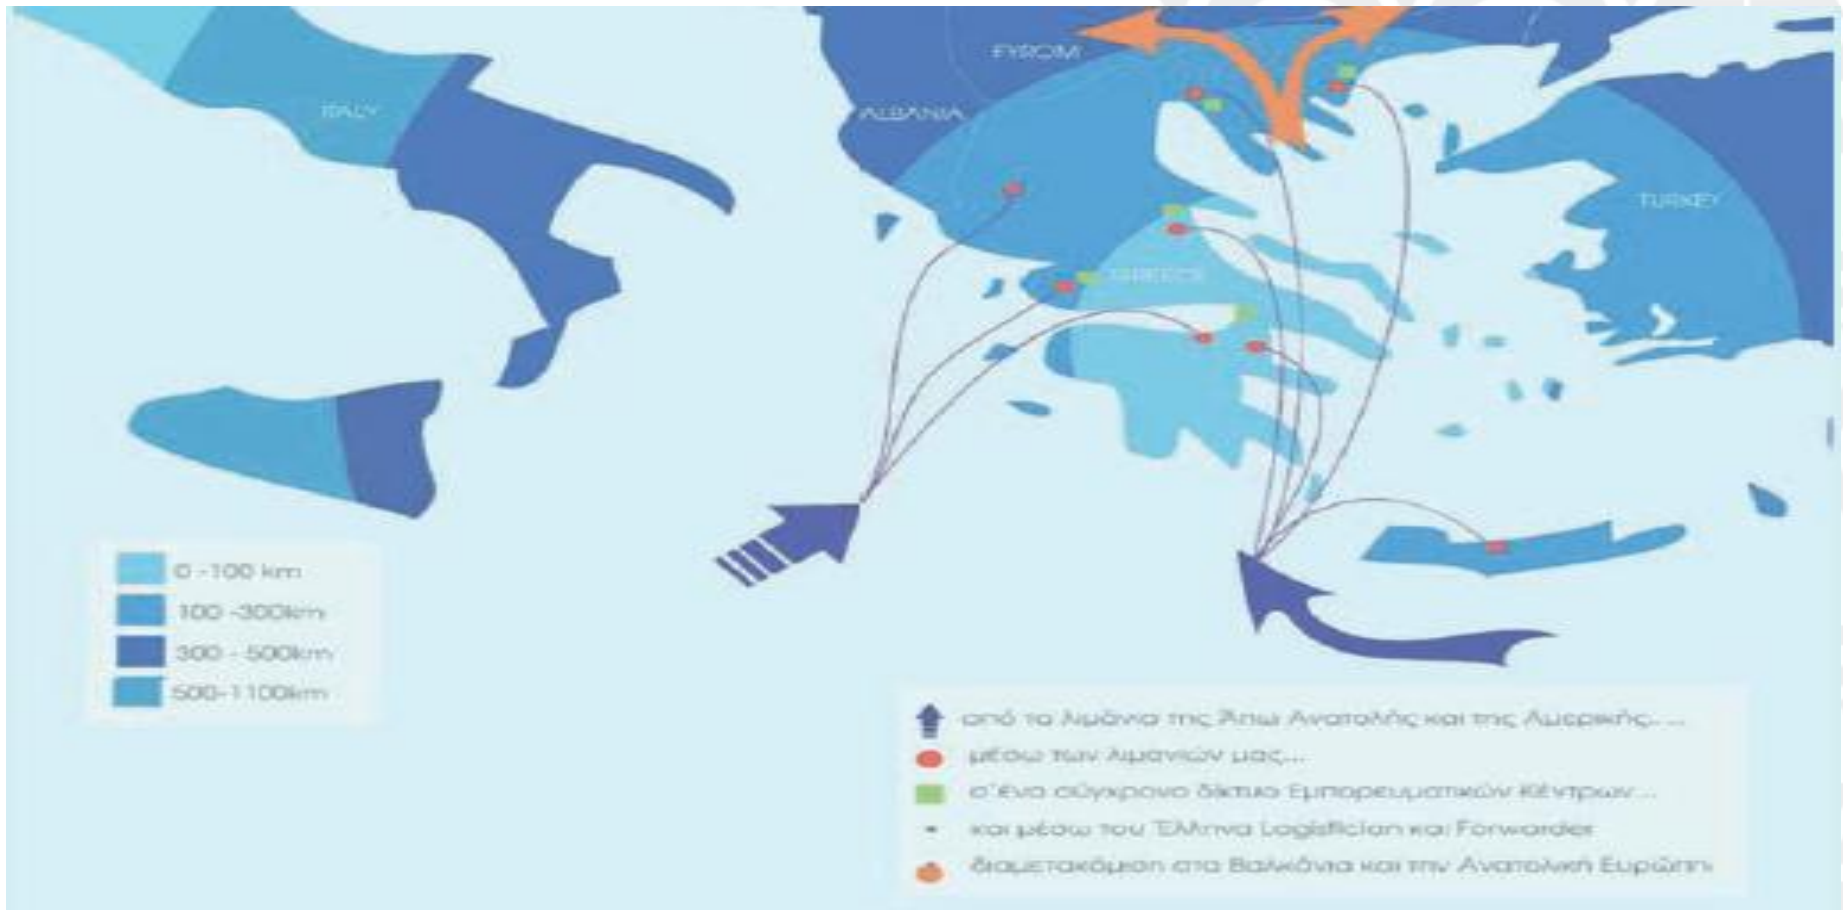 FYROM
ITALY
ALBANIA
TURKEY
GREECE
0 -100 km
100 -300km
300 - 500km
500-1100km
από τα λιμάνια της Άπω Ανατολής και της Αμερικής....
μέσω των λιμανιών μας...
σ΄ένα σύγχρονο δίκτυο Εμπορευματικών Κέντρων...
και μέσω του Έλληνα Logistician και Forwarder
διαμετακόμιση στα Βαλκάνια και την Ανατολική Ευρώπη